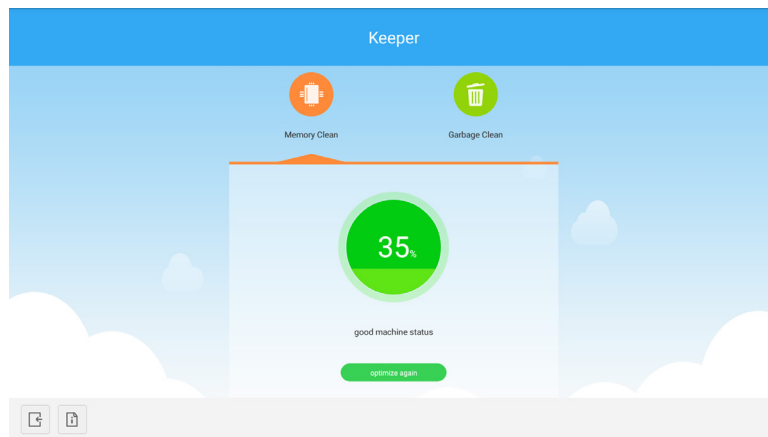 Keeper
Memory Clean
Garbage Clean
35%
good machine status
optimize again